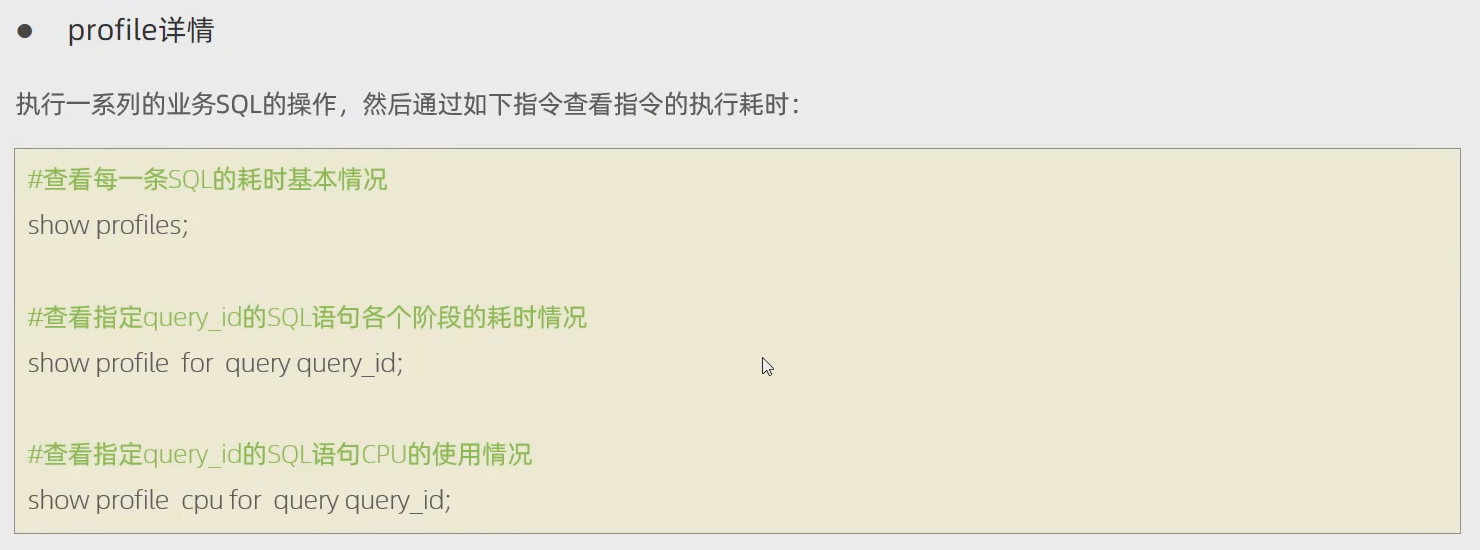 ● profile详情
执行一系列的业务SQL的操作，然后通过如下指令查看指令的执行耗时：
#查看每一条SQL的耗时基本情况
show profiles;
#查看指定query_id的SQL语句各个阶段的耗时情况
show profile for query query_id;
#查看指定query_id的SQL语句CPU的使用情况
show profile cpu for query query_id;